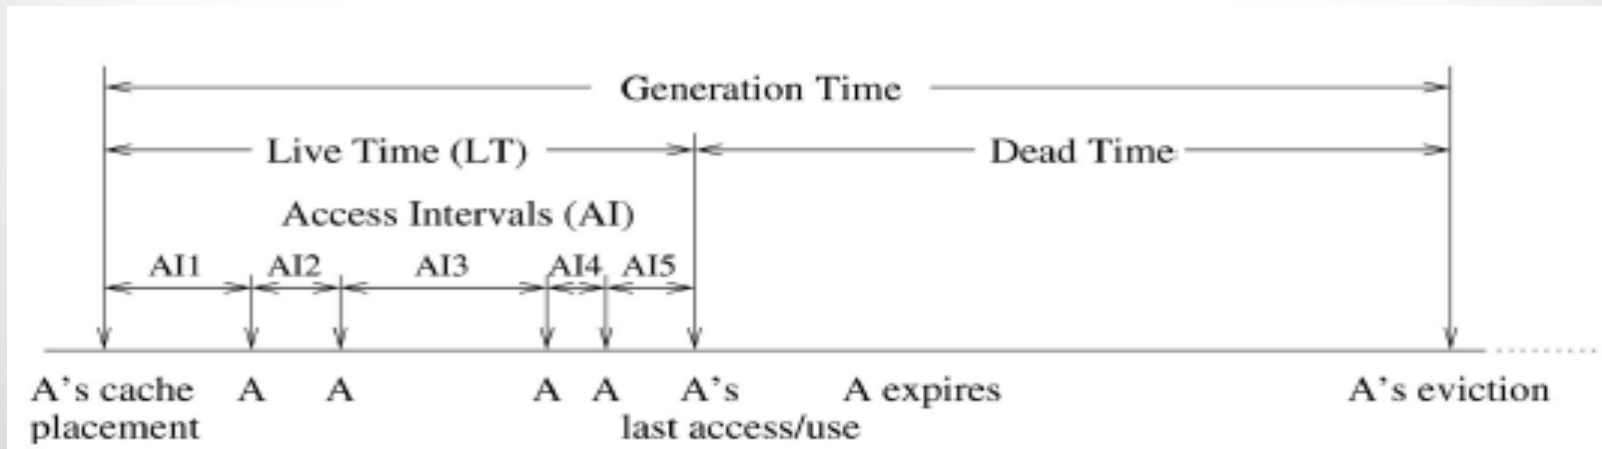 Generation Time
Live Time (LT)
Dead Time
Access Intervals (AI)
AI1 AI2 AI3 AI4 AI5
A's cache A A A A A's A expires A's eviction
placement last access/use